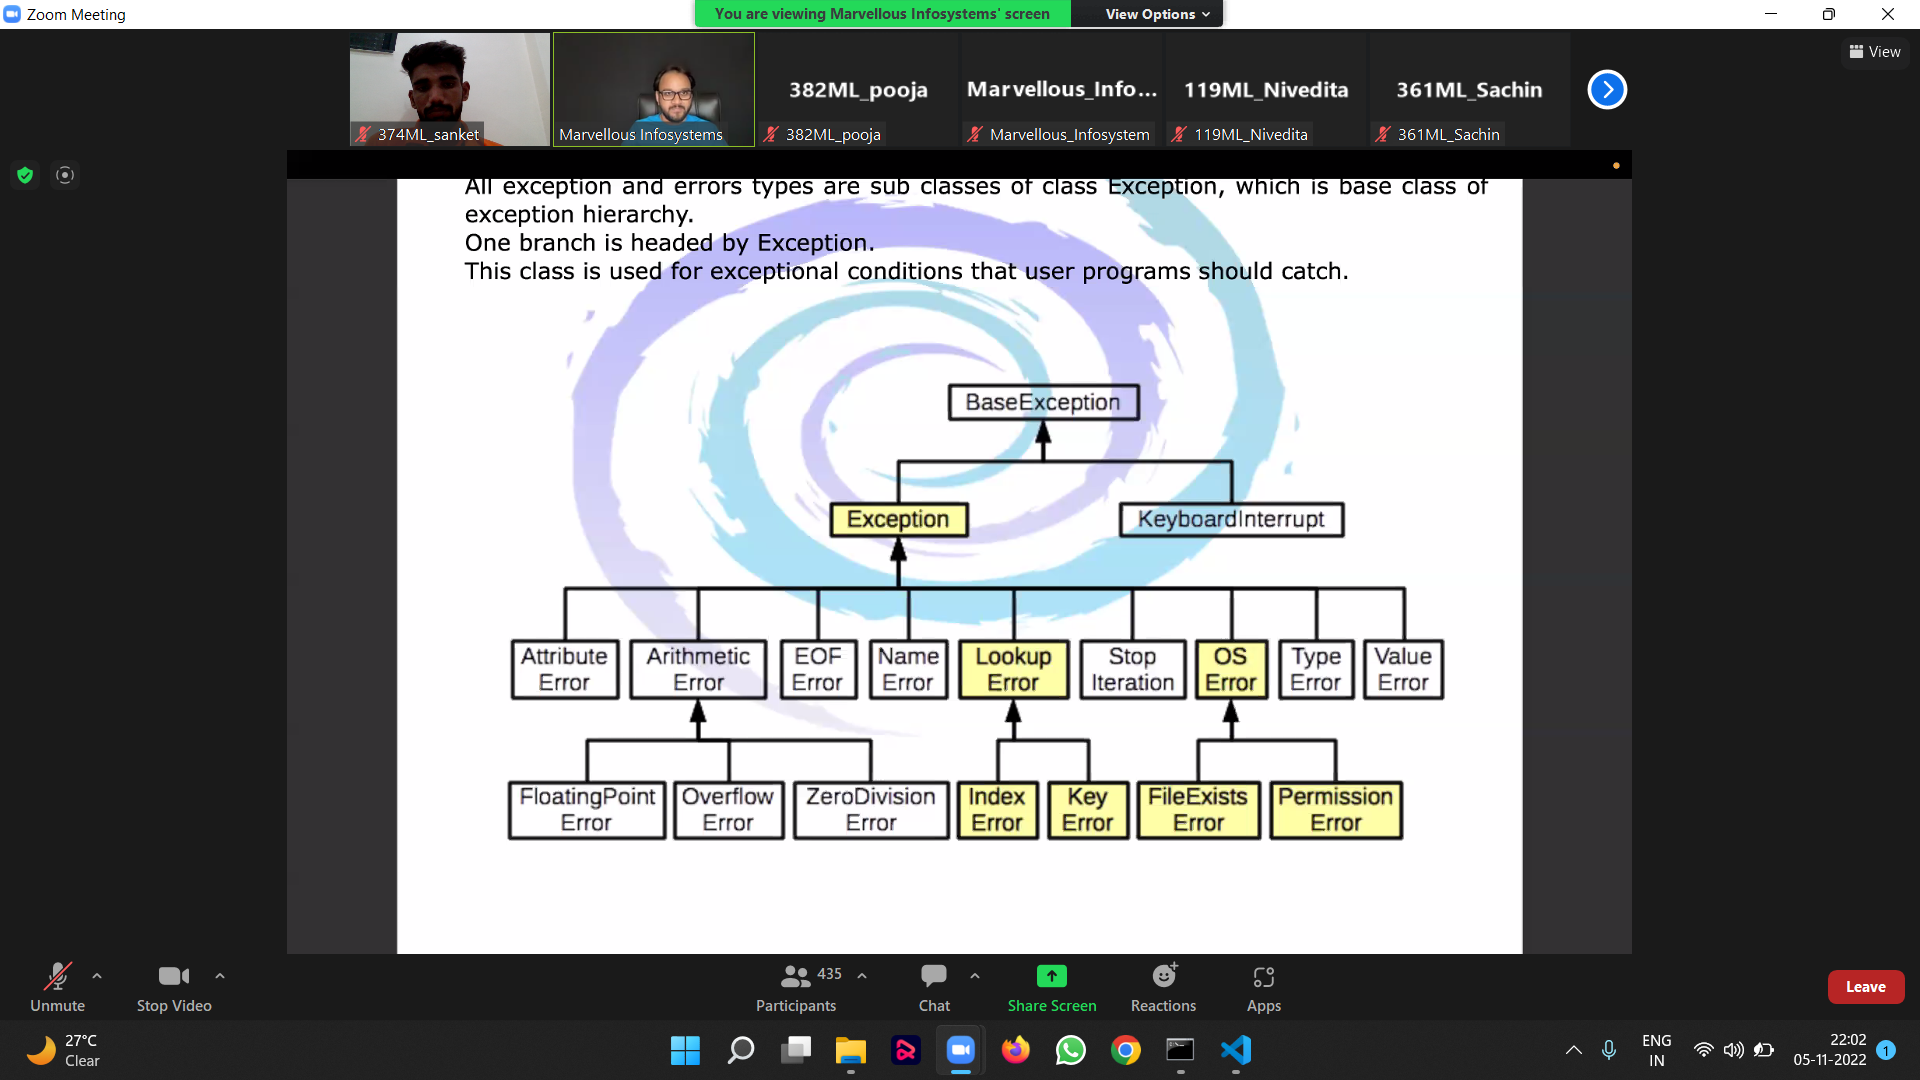 Zoom Meeting
You are viewing Marvellous Infosystems' screen
View Options
View
374ML_sanket
Marvellous Infosystems
382ML_pooja
382ML_pooja
Marvellous_Info...
Marvellous_Infosystem
119ML_Nivedita
119ML_Nivedita
361ML_Sachin
361ML_Sachin
All exception and errors types are sub classes of class Exception, which is base class of
exception hierarchy.
One branch is headed by Exception.
This class is used for exceptional conditions that user programs should catch.
BaseException
Exception
KeyboardInterrupt
Attribute
Error
Arithmetic
Error
EOF
Error
Name
Error
Lookup
Error
Stop
Iteration
OS
Error
Type
Error
Value
Error
FloatingPoint
Error
Overflow
Error
ZeroDivision
Error
Index
Error
Key
Error
FileExists
Error
Permission
Error
Unmute
Stop Video
435
Participants
Chat
Share Screen
Reactions
Apps
Leave
27°C
Clear
ENG
IN
22:02
05-11-2022
1